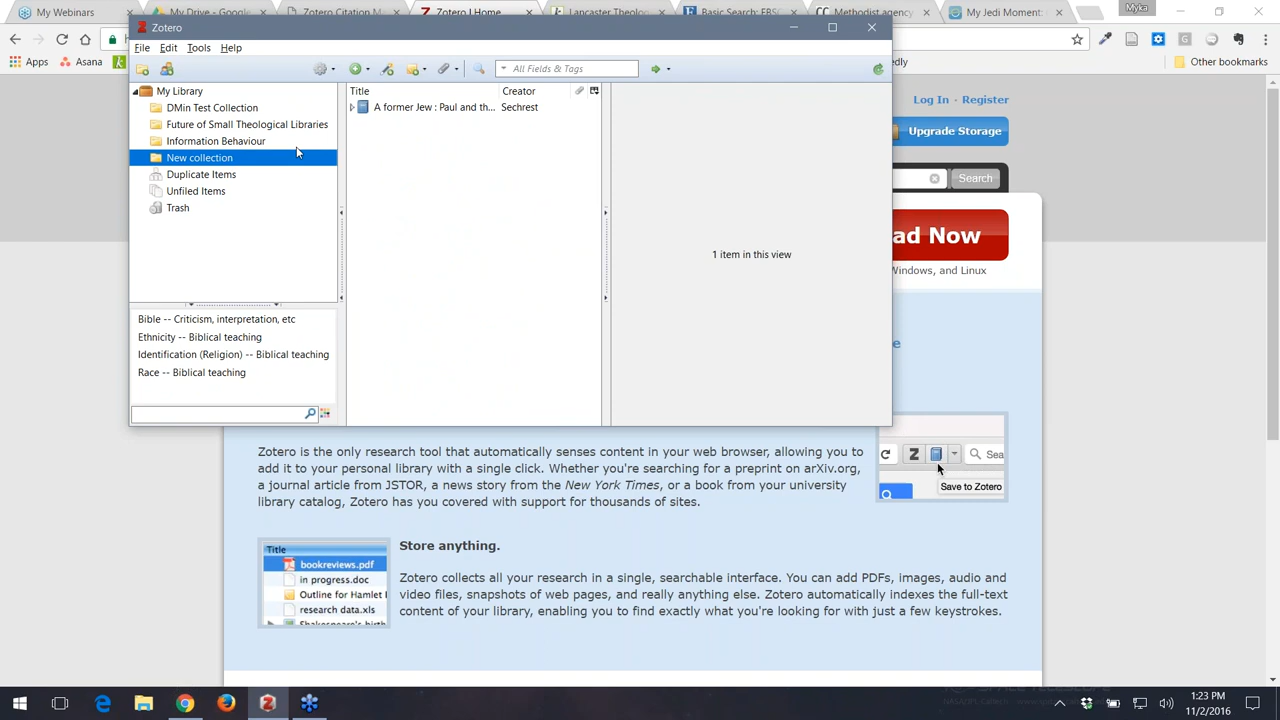 My Webinars
My Drive
Zotero Citation M
Zotero | Home
Lancaster Theolog
Basic Search: EBSC
Methodist agency
My Jedi Moment:
Myka
Zotero
File Edit Tools Help
All Fields & Tags
Apps
Asana
Other bookmarks
My Library
DMin Test Collection
Future of Small Theological Libraries
Information Behaviour
New collection
Duplicate Items
Unfiled Items
Trash
Title Creator
A former Jew : Paul and th... Sechrest
1 item in this view
Bible -- Criticism, interpretation, etc
Ethnicity -- Biblical teaching
Identification (Religion) -- Biblical teaching
Race -- Biblical teaching
Log In · Register
Upgrade Storage
Search
ad Now
Windows, and Linux
Zotero is the only research tool that automatically senses content in your web browser, allowing you to
add it to your personal library with a single click. Whether you're searching for a preprint on arXiv.org,
a journal article from JSTOR, a news story from the New York Times, or a book from your university
library catalog, Zotero has you covered with support for thousands of sites.
Z
Sea
Save to Zotero
Store anything.
Zotero collects all your research in a single, searchable interface. You can add PDFs, images, audio and
video files, snapshots of web pages, and really anything else. Zotero automatically indexes the full-text
content of your library, enabling you to find exactly what you're looking for with just a few keystrokes.
Title
bookreviews.pdf
in progress.doc
Outline for Hamlet
research data.xls
Shakespeare's birth
1:23 PM
11/2/2016